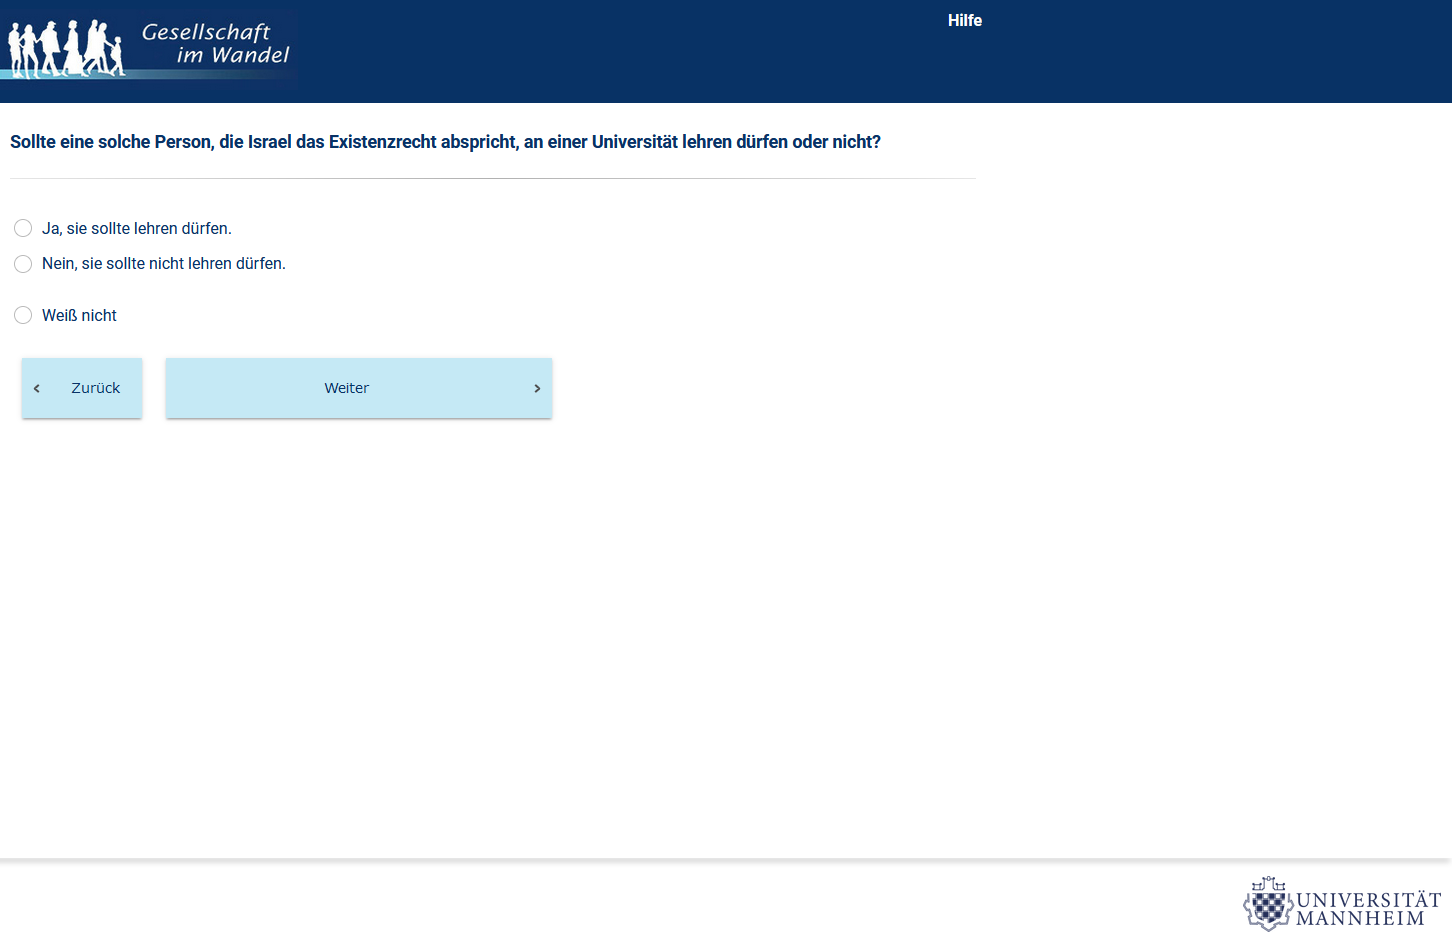 Gesellschaft
im Wandel
Hilfe
Sollte eine solche Person, die Israel das Existenzrecht abspricht, an einer Universität lehren dürfen oder nicht?
Ja, sie sollte lehren dürfen.
Nein, sie sollte nicht lehren dürfen.
Weiß nicht
‹ Zurück
Weiter ›
UNIVERSITÄT
MANNHEIM